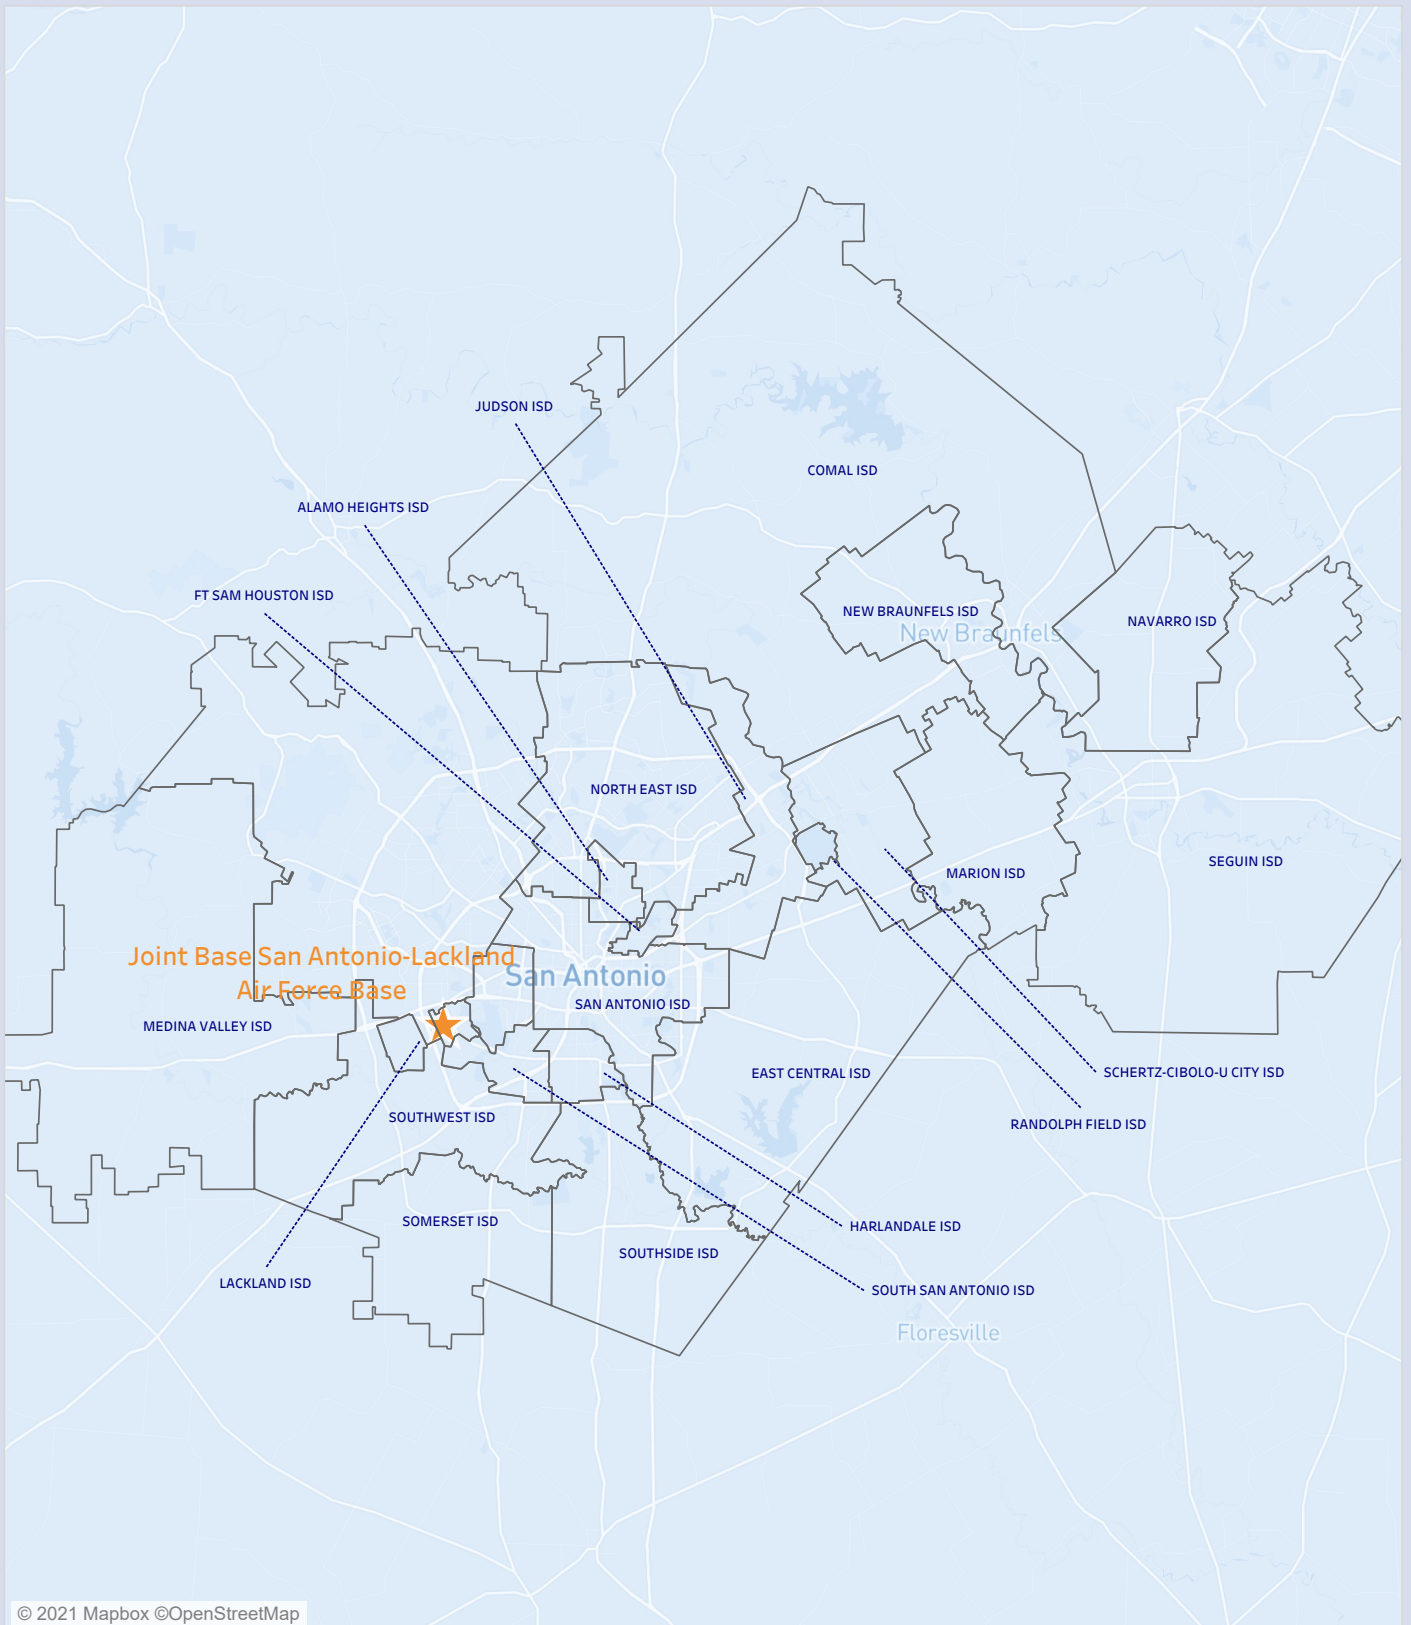 JUDSON ISD
COMAL ISD
ALAMO HEIGHTS ISD
FT SAM HOUSTON ISD
NEW BRAUNFELS ISD
New Braunfels
NAVARRO ISD
NORTH EAST ISD
SEGUIN ISD
MARION ISD
Joint Base San Antonio-Lackland
Air Force Base
San Antonio
SAN ANTONIO ISD
MEDINA VALLEY ISD
EAST CENTRAL ISD
SCHERTZ-CIBOLO-U CITY ISD
SOUTHWEST ISD
RANDOLPH FIELD ISD
SOMERSET ISD
HARLANDALE ISD
SOUTHSIDE ISD
LACKLAND ISD
SOUTH SAN ANTONIO ISD
Floresville
© 2021 Mapbox ©OpenStreetMap